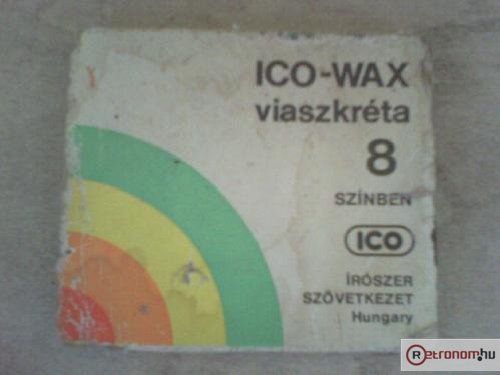 ICO-WAX
viaszkréta
8
SZÍNBEN
ICO
ÍRÓSZER
SZÖVETKEZET
Hungary
Retronom.hu